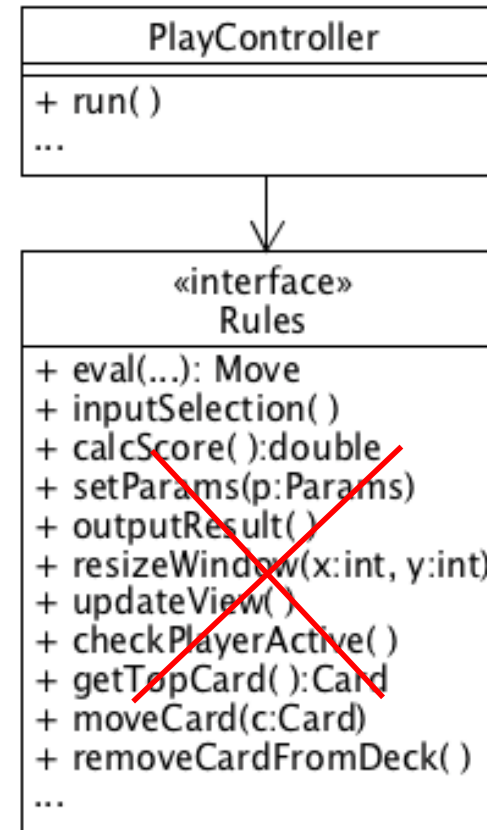 PlayController
+ run( )
...
«interface»
Rules
+ eval(...): Move
+ inputSelection( )
+ calcScore( ):double
+ setParams(p:Params)
+ outputResult( )
+ resizeWindow(x:int, y:int)
+ updateView( )
+ checkPlayerActive( )
+ getTopCard( ):Card
+ moveCard(c:Card)
+ removeCardFromDeck( )
...